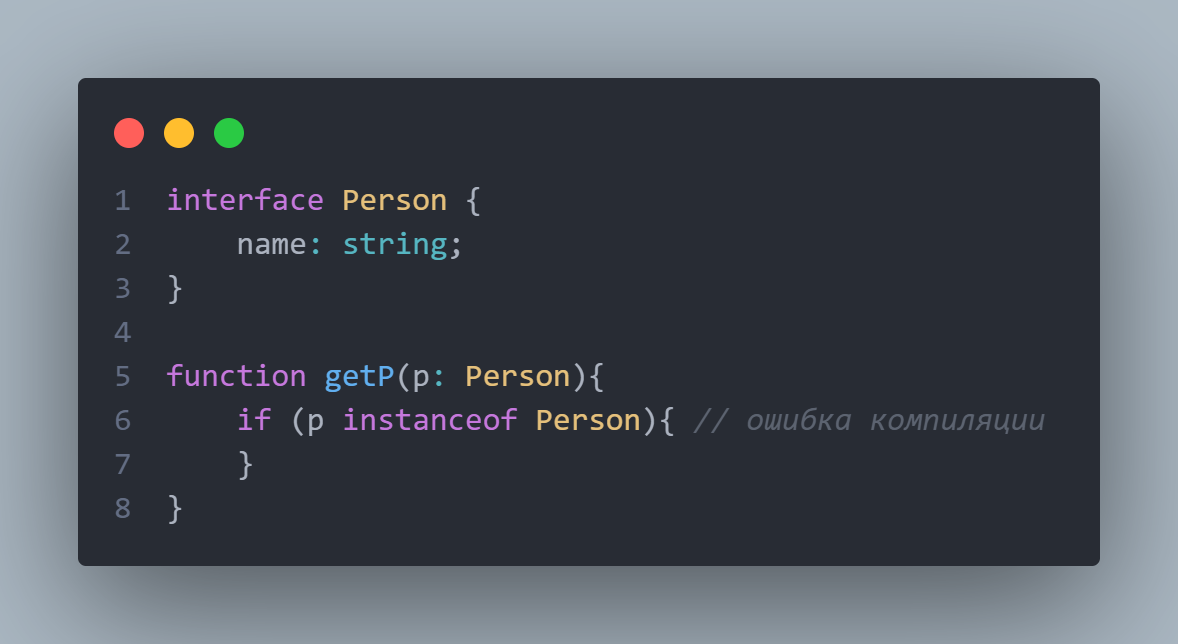 1 interface Person {
2     name: string;
3 }
4
5 function getP(p: Person){
6     if (p instanceof Person){ // ошибка компиляции
7     }
8 }